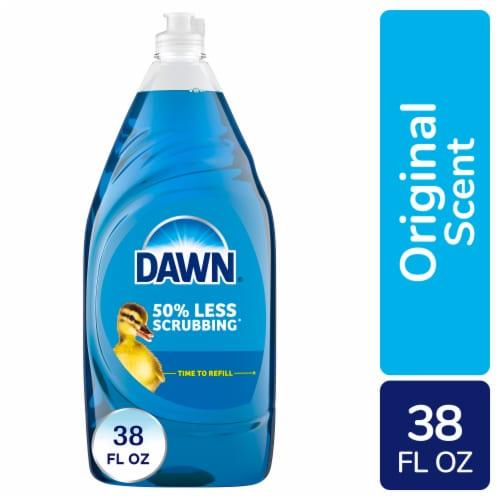 DAWN®
50% LESS
SCRUBBING*
TIME TO REFILL
38
FL OZ
Original
Scent
38
FL OZ